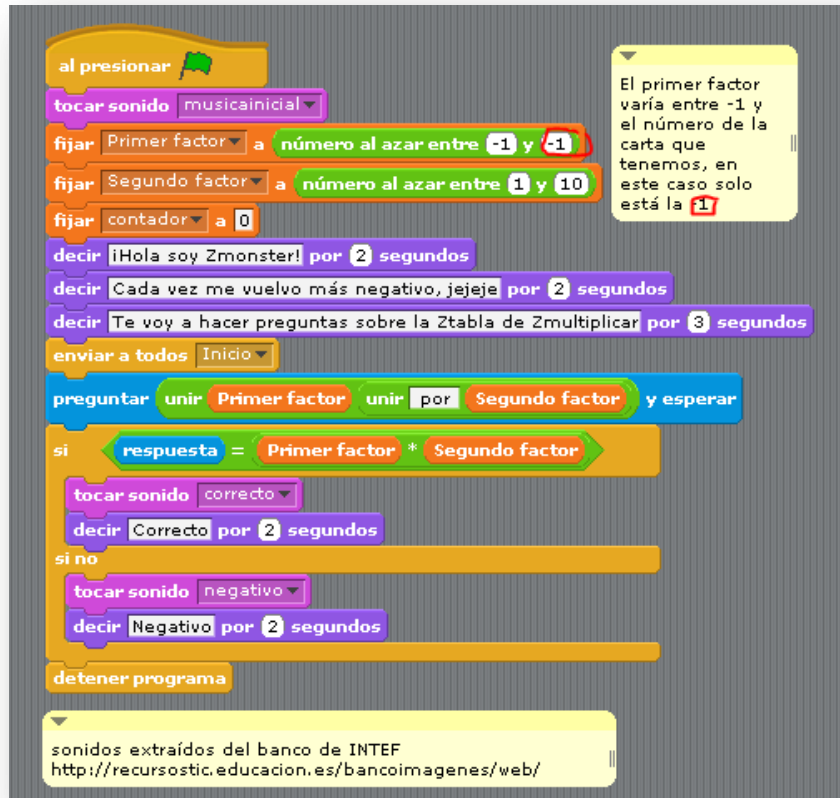 al presionar
tocar sonido musicainicial
fijar Primer factor a número al azar entre -1 y -1
fijar Segundo factor a número al azar entre 1 y 10
fijar contador a 0
decir ¡Hola soy Zmonster! por 2 segundos
decir Cada vez me vuelvo más negativo, jejeje por 2 segundos
decir Te voy a hacer preguntas sobre la Ztabla de Zmultiplicar por 3 segundos
enviar a todos Inicio
preguntar unir Primer factor unir por Segundo factor y esperar
si respuesta = Primer factor * Segundo factor
tocar sonido correcto
decir Correcto por 2 segundos
si no
tocar sonido negativo
decir Negativo por 2 segundos
detener programa
El primer factor
varía entre -1 y
el número de la
carta que
tenemos, en
este caso solo
está la -1
sonidos extraídos del banco de INTEF
http://recursostic.educacion.es/bancoimagenes/web/